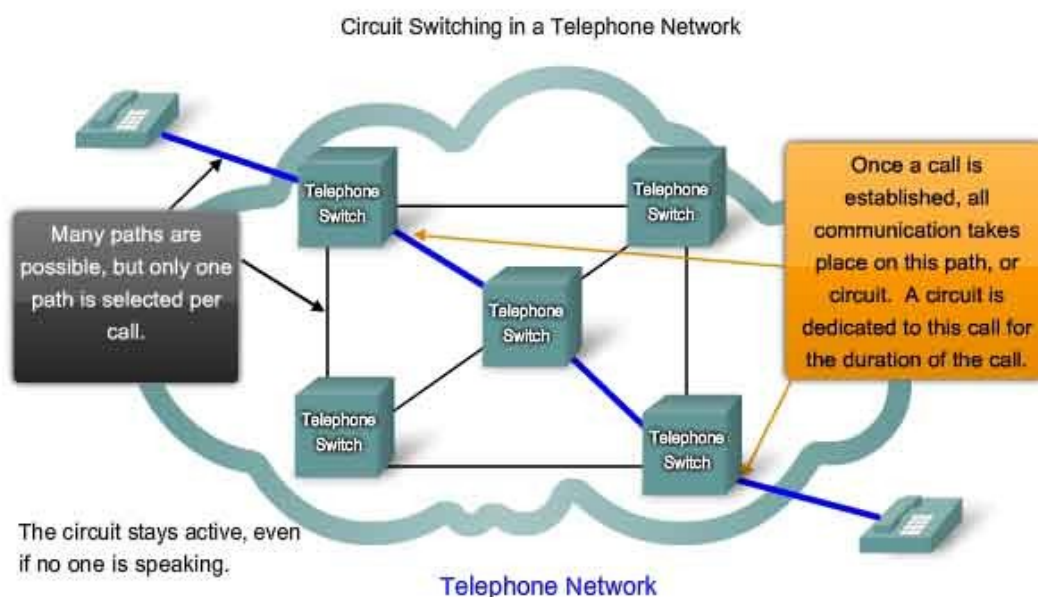 Circuit Switching in a Telephone Network
Telephone
Switch
Telephone
Switch
Many paths are
possible, but only one
path is selected per
call.
Once a call is
established, all
communication takes
place on this path, or
circuit. A circuit is
dedicated to this call for
the duration of the call.
Telephone
Switch
Telephone
Switch
Telephone
Switch
The circuit stays active, even
if no one is speaking.
Telephone Network